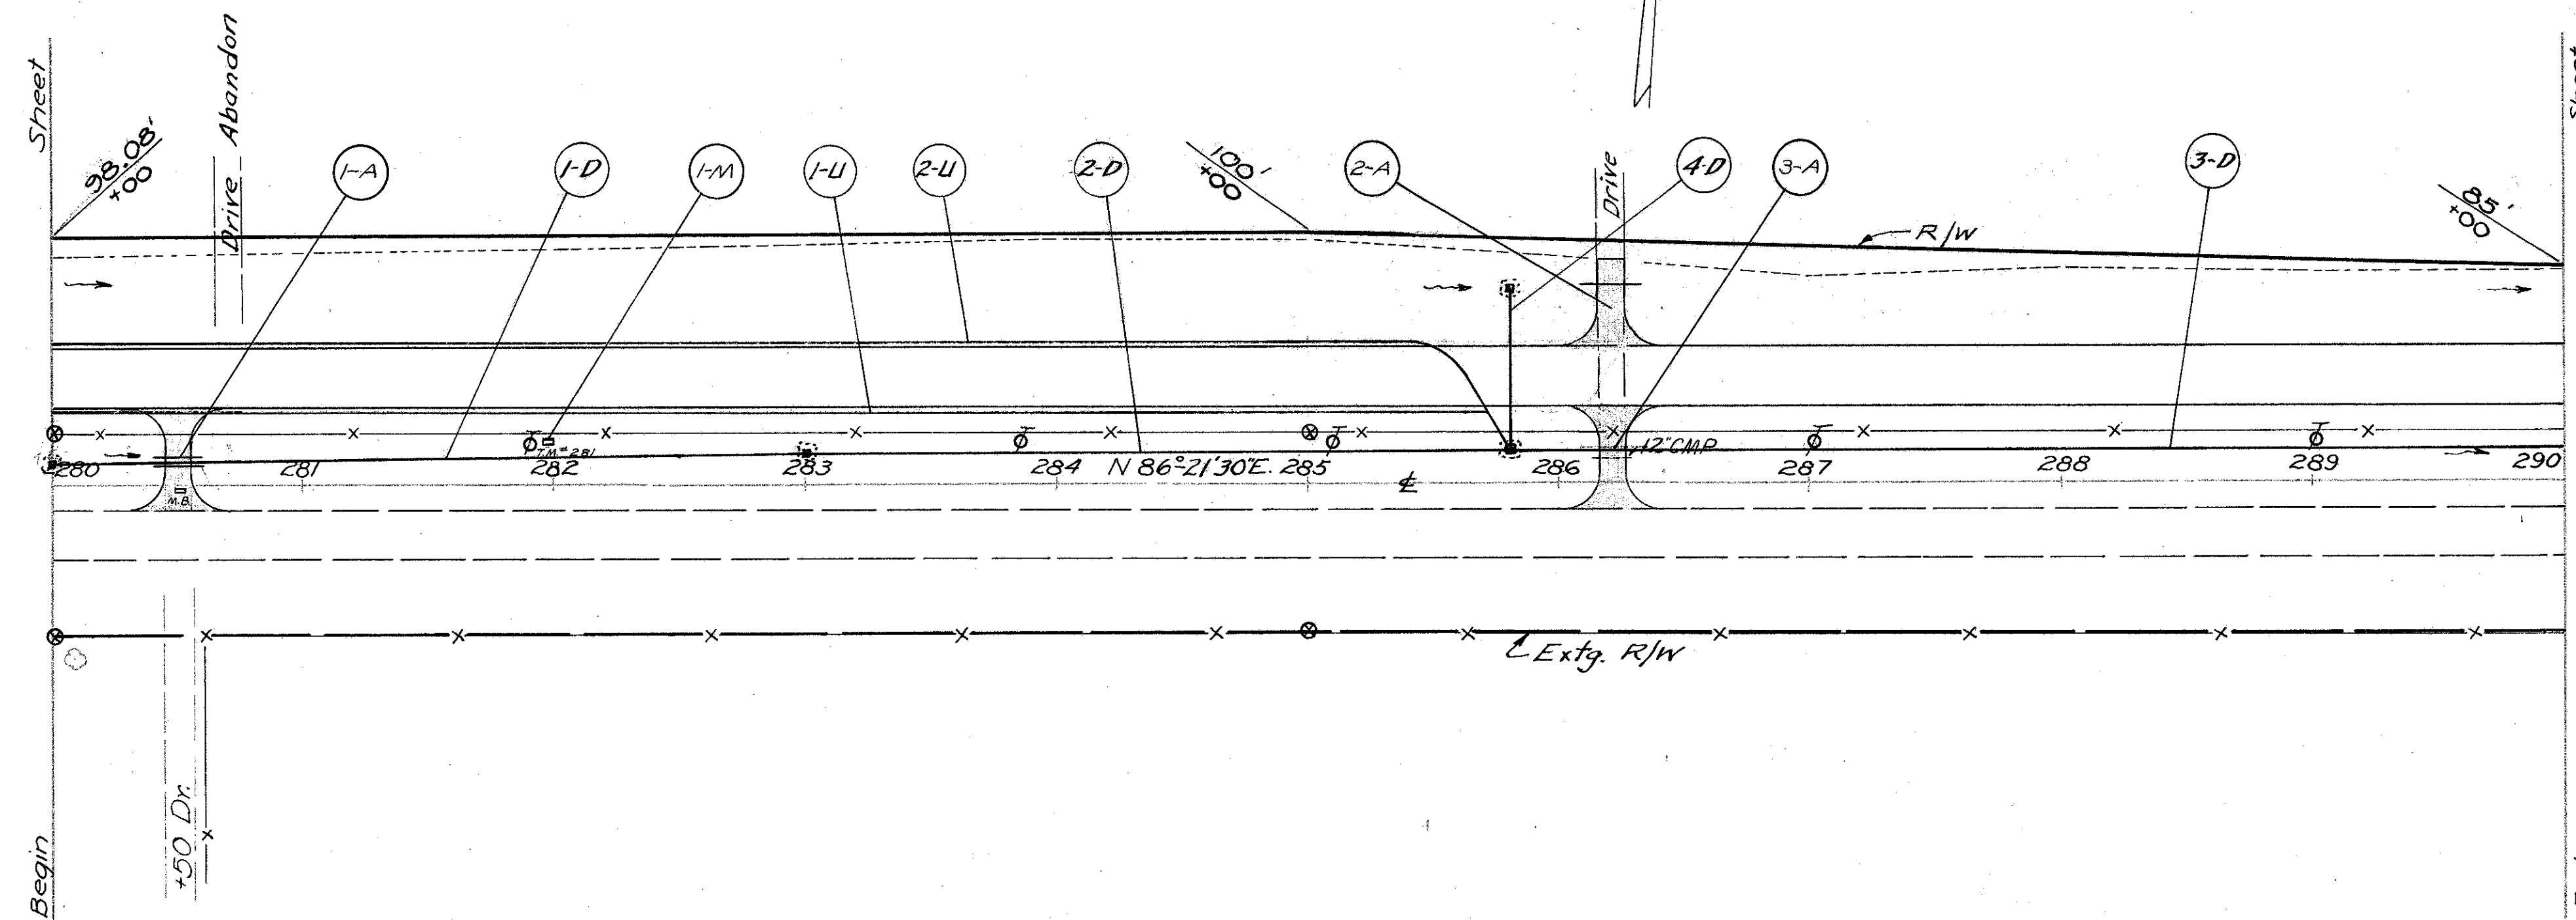 Sheet
98.08'
+00
Drive Abandon
1-A
1-D
1-M
1-U
2-U
2-D
100'
+00
2-A
Drive
4-D
3-A
3-D
85'
+00
R/W
T.M.# 281
12" CMP
280
281
282
283
284
N 86°-21'30"E.
285
286
287
288
289
290
M.B.
℄
Extg. R/W
+50 Dr.
Begin